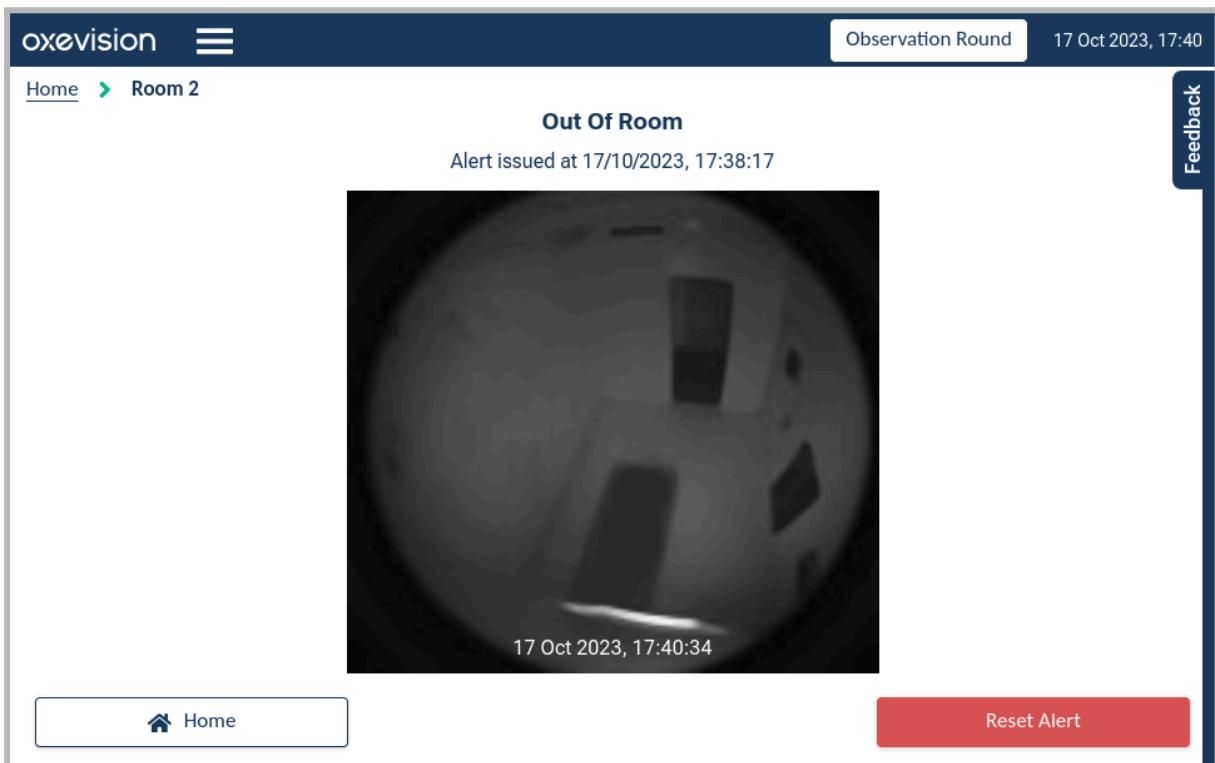 oxevision
Observation Round
17 Oct 2023, 17:40
Home > Room 2
Feedback
Out Of Room
Alert issued at 17/10/2023, 17:38:17
17 Oct 2023, 17:40:34
Home
Reset Alert